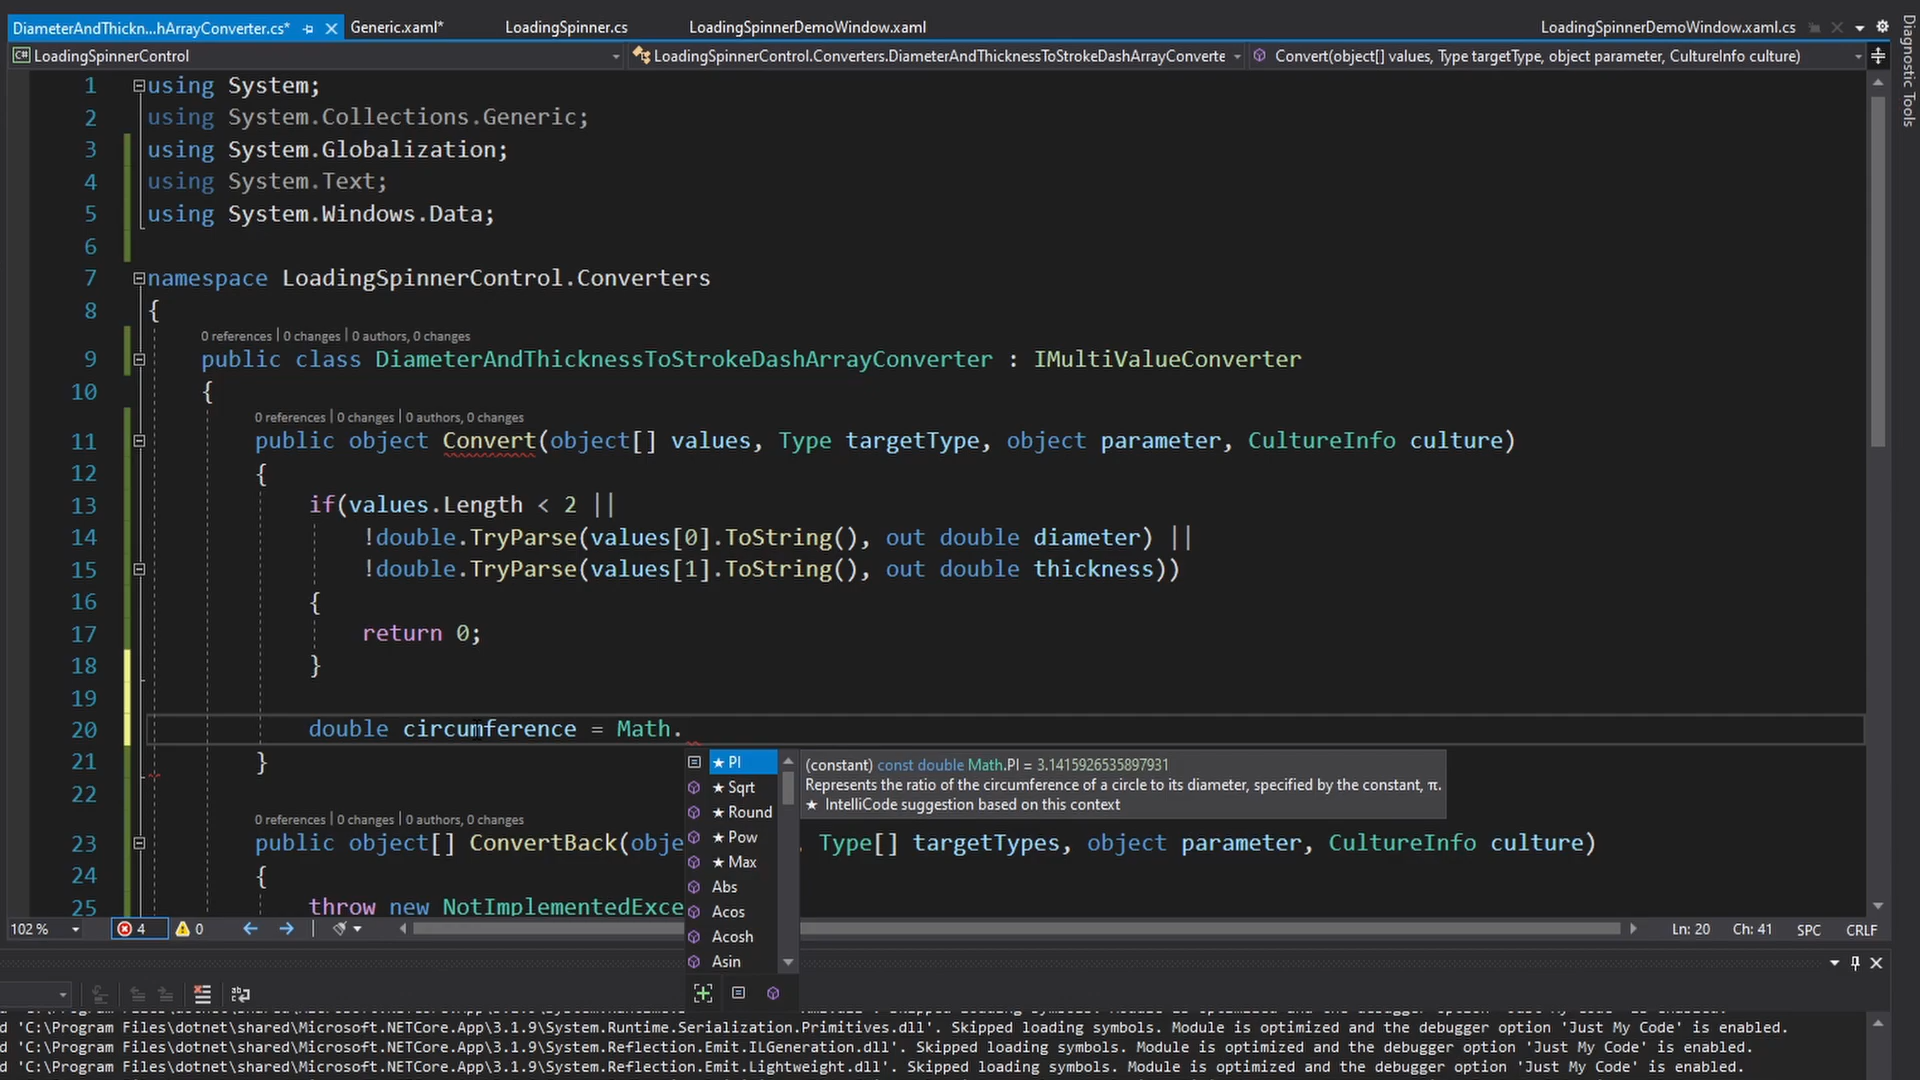 DiameterAndThickn...hArrayConverter.cs*
Generic.xaml*
LoadingSpinner.cs
LoadingSpinnerDemoWindow.xaml
LoadingSpinnerDemoWindow.xaml.cs
Diagnostic Tools
C# LoadingSpinnerControl
LoadingSpinnerControl.Converters.DiameterAndThicknessToStrokeDashArrayConverte
Convert(object[] values, Type targetType, object parameter, CultureInfo culture)
1 using System;
2 using System.Collections.Generic;
3 using System.Globalization;
4 using System.Text;
5 using System.Windows.Data;
6
7 namespace LoadingSpinnerControl.Converters
8 {
0 references | 0 changes | 0 authors, 0 changes
9 public class DiameterAndThicknessToStrokeDashArrayConverter : IMultiValueConverter
10 {
0 references | 0 changes | 0 authors, 0 changes
11 public object Convert(object[] values, Type targetType, object parameter, CultureInfo culture)
12 {
13 if(values.Length < 2 ||
14 !double.TryParse(values[0].ToString(), out double diameter) ||
15 !double.TryParse(values[1].ToString(), out double thickness))
16 {
17 return 0;
18 }
19
20 double circumference = Math.
21 }
22
★ PI
★ Sqrt
★ Round
★ Pow
★ Max
Abs
Acos
Acosh
Asin
(constant) const double Math.PI = 3.1415926535897931
Represents the ratio of the circumference of a circle to its diameter, specified by the constant, π.
★ IntelliCode suggestion based on this context
0 references | 0 changes | 0 authors, 0 changes
23 public object[] ConvertBack(obje , Type[] targetTypes, object parameter, CultureInfo culture)
24 {
25 throw new NotImplementedExce
102 %
4
0
Ln: 20
Ch: 41
SPC
CRLF
d 'C:\Program Files\dotnet\shared\Microsoft.NETCore.App\3.1.9\System.Runtime.Serialization.Primitives.dll'. Skipped loading symbols. Module is optimized and the debugger option 'Just My Code' is enabled.
d 'C:\Program Files\dotnet\shared\Microsoft.NETCore.App\3.1.9\System.Reflection.Emit.ILGeneration.dll'. Skipped loading symbols. Module is optimized and the debugger option 'Just My Code' is enabled.
d 'C:\Program Files\dotnet\shared\Microsoft.NETCore.App\3.1.9\System.Reflection.Emit.Lightweight.dll'. Skipped loading symbols. Module is optimized and the debugger option 'Just My Code' is enabled.